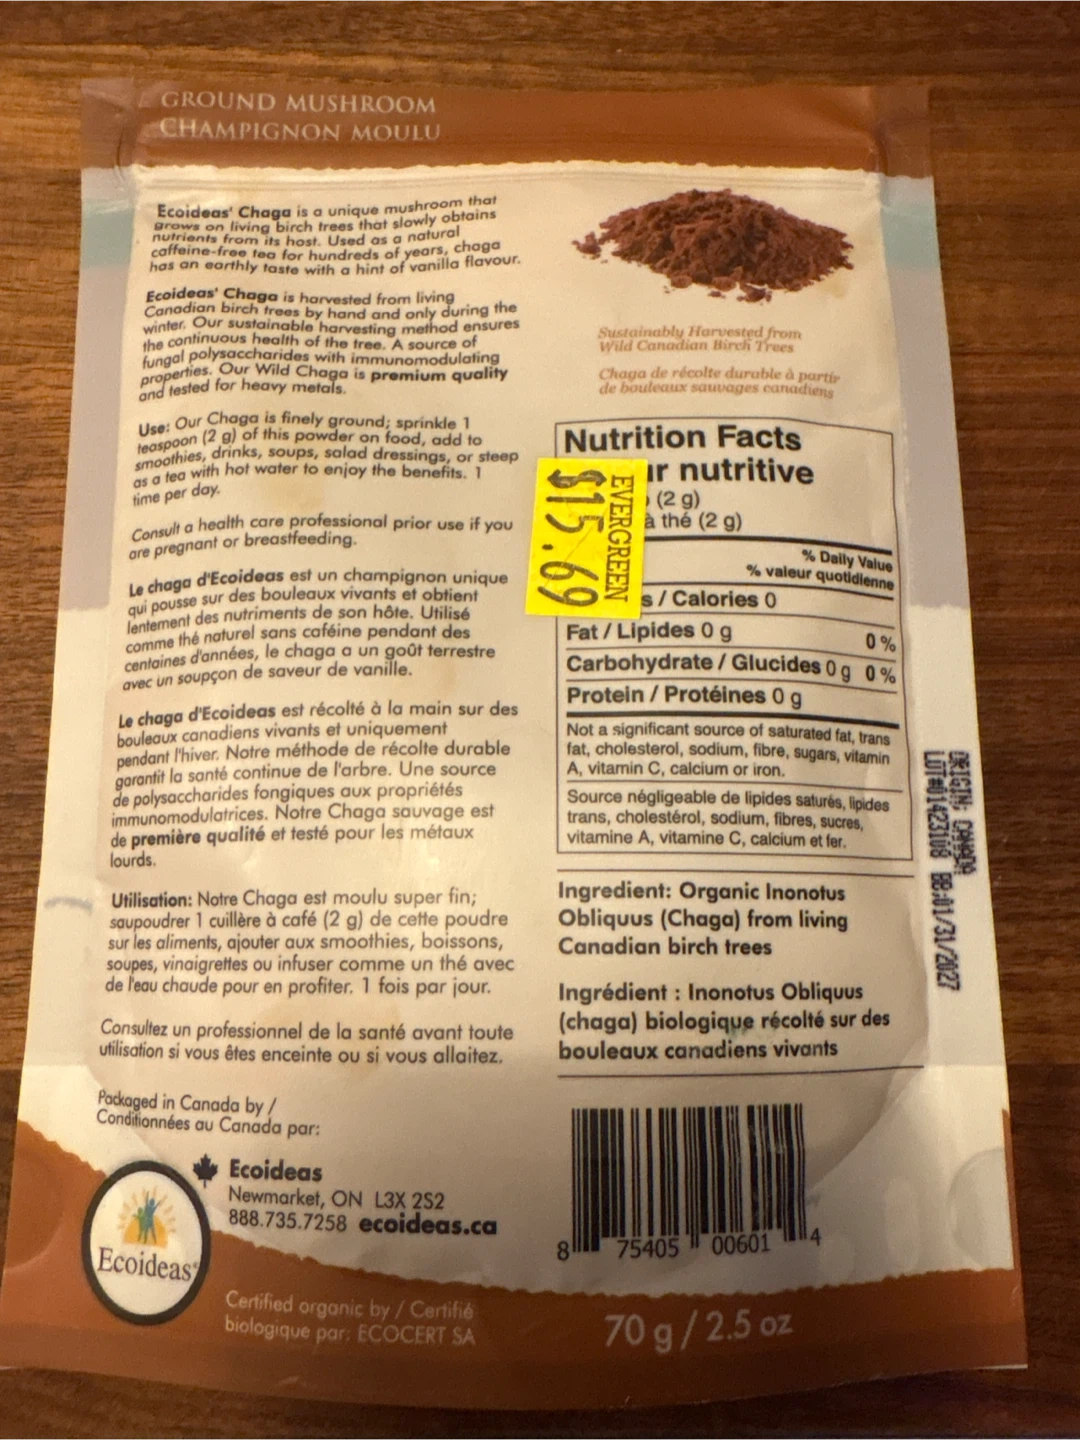 GROUND MUSHROOM
CHAMPIGNON MOULU
Ecoideas' Chaga is a unique mushroom that
grows on living birch trees that slowly obtains
nutrients from its host. Used as a natural
caffeine-free tea for hundreds of years, chaga
has an earthly taste with a hint of vanilla flavour.
Ecoideas' Chaga is harvested from living
Canadian birch trees by hand and only during the
winter. Our sustainable harvesting method ensures
the continuous health of the tree. A source of
fungal polysaccharides with immunomodulating
properties. Our Wild Chaga is premium quality
and tested for heavy metals.
Use: Our Chaga is finely ground; sprinkle 1
teaspoon (2 g) of this powder on food, add to
smoothies, drinks, soups, salad dressings, or steep
as a tea with hot water to enjoy the benefits. 1
time per day.
Consult a health care professional prior use if you
are pregnant or breastfeeding.
Le chaga d'Ecoideas est un champignon unique
qui pousse sur des bouleaux vivants et obtient
lentement des nutriments de son hôte. Utilisé
comme thé naturel sans caféine pendant des
centaines d'années, le chaga a un goût terrestre
avec un soupçon de saveur de vanille.
Le chaga d'Ecoideas est récolté à la main sur des
bouleaux canadiens vivants et uniquement
pendant l'hiver. Notre méthode de récolte durable
garantit la santé continue de l'arbre. Une source
de polysaccharides fongiques aux propriétés
immunomodulatrices. Notre Chaga sauvage est
de première qualité et testé pour les métaux
lourds.
Utilisation: Notre Chaga est moulu super fin;
saupoudrer 1 cuillère à café (2 g) de cette poudre
sur les aliments, ajouter aux smoothies, boissons,
soupes, vinaigrettes ou infuser comme un thé avec
de l'eau chaude pour en profiter. 1 fois par jour.
Consultez un professionnel de la santé avant toute
utilisation si vous êtes enceinte ou si vous allaitez.
Packaged in Canada by /
Conditionnées au Canada par:
Ecoideas
Newmarket, ON L3X 2S2
888.735.7258 ecoideas.ca
Ecoideas®
Certified organic by / Certifié
biologique par: ECOCERT SA
Sustainably Harvested from
Wild Canadian Birch Trees
Chaga de récolte durable à partir
de bouleaux sauvages canadiens
Nutrition Facts
ur nutritive
(2 g)
à thé (2 g)
% Daily Value
% valeur quotidienne
s / Calories 0
Fat / Lipides 0 g 0 %
Carbohydrate / Glucides 0 g 0 %
Protein / Protéines 0 g
Not a significant source of saturated fat, trans
fat, cholesterol, sodium, fibre, sugars, vitamin
A, vitamin C, calcium or iron.
Source négligeable de lipides saturés, lipides
trans, cholestérol, sodium, fibres, sucres,
vitamine A, vitamine C, calcium et fer.
EVERGREEN
$15.69
Ingredient: Organic Inonotus
Obliquus (Chaga) from living
Canadian birch trees
Ingrédient : Inonotus Obliquus
(chaga) biologique récolté sur des
bouleaux canadiens vivants
8 75405 00601 4
70 g / 2.5 oz
ORIGIN: CANADA
LOT#01423108 BB:01/31/2027